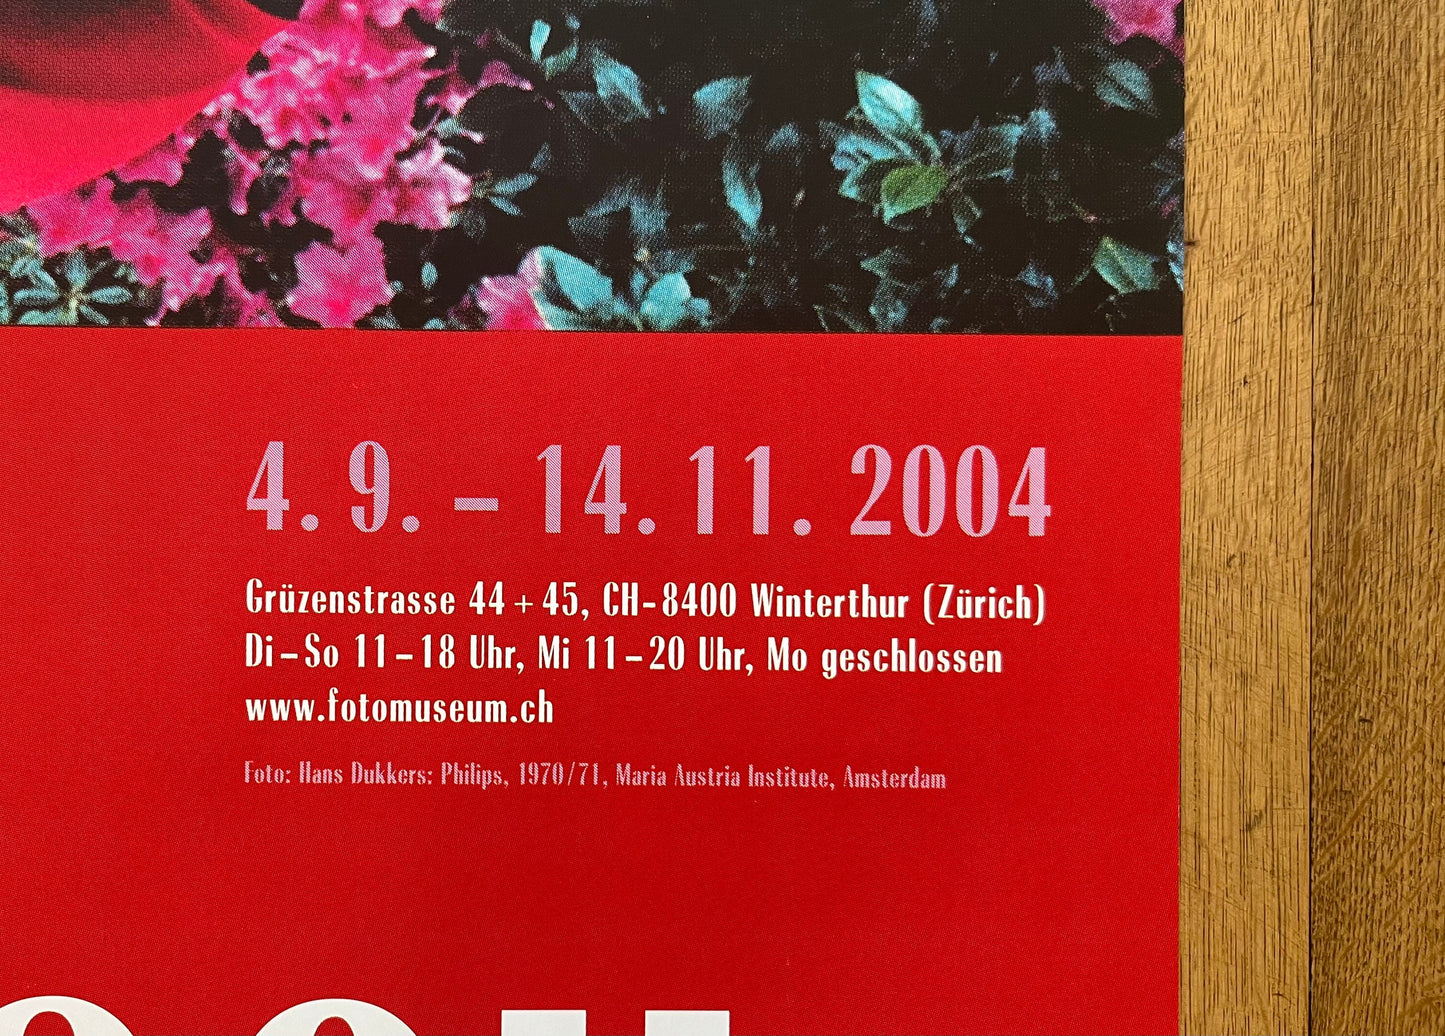 4. 9. – 14. 11. 2004
Grüzenstrasse 44 + 45, CH-8400 Winterthur (Zürich)
Di – So 11 – 18 Uhr, Mi 11 – 20 Uhr, Mo geschlossen
www.fotomuseum.ch
Foto: Hans Dukkers: Philips, 1970/71, Maria Austria Institute, Amsterdam